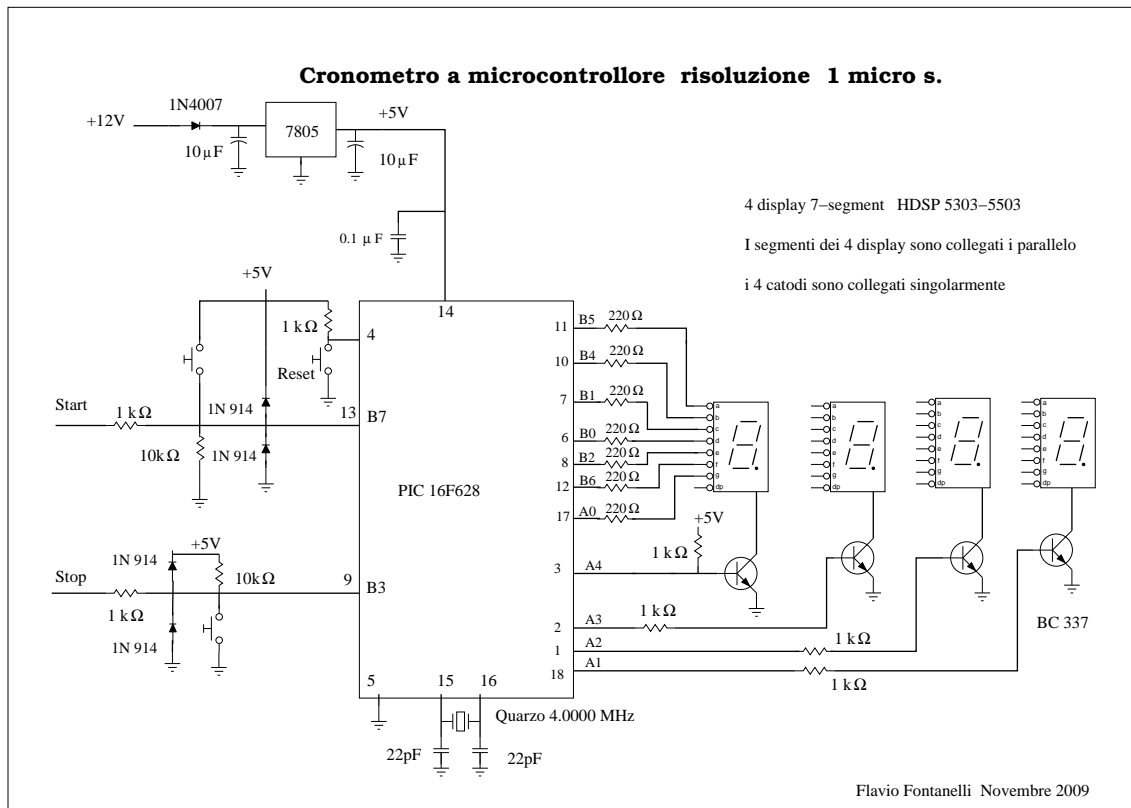 Cronometro a microcontrollore risoluzione 1 micro s.
1N4007
+12V
7805
+5V
10µF
10µF
0.1 µF
4 display 7-segment HDSP 5303-5503
I segmenti dei 4 display sono collegati i parallelo
i 4 catodi sono collegati singolarmente
+5V
1 kΩ
4
14
Reset
Start
1 kΩ
1N 914
13
B7
10kΩ
1N 914
PIC 16F628
11 B5 220Ω
10 B4 220Ω
7 B1 220Ω
6 B0 220Ω
8 B2 220Ω
12 B6 220Ω
17 A0 220Ω
a
b
c
d
e
f
g
dp
a
b
c
d
e
f
g
dp
a
b
c
d
e
f
g
dp
a
b
c
d
e
f
g
dp
+5V
1 kΩ
3 A4
2 A3 1 kΩ
1 A2 1 kΩ
18 A1 1 kΩ
BC 337
1N 914
+5V
Stop
10kΩ
9
B3
1 kΩ
1N 914
5
15
16
Quarzo 4.0000 MHz
22pF
22pF
Flavio Fontanelli Novembre 2009